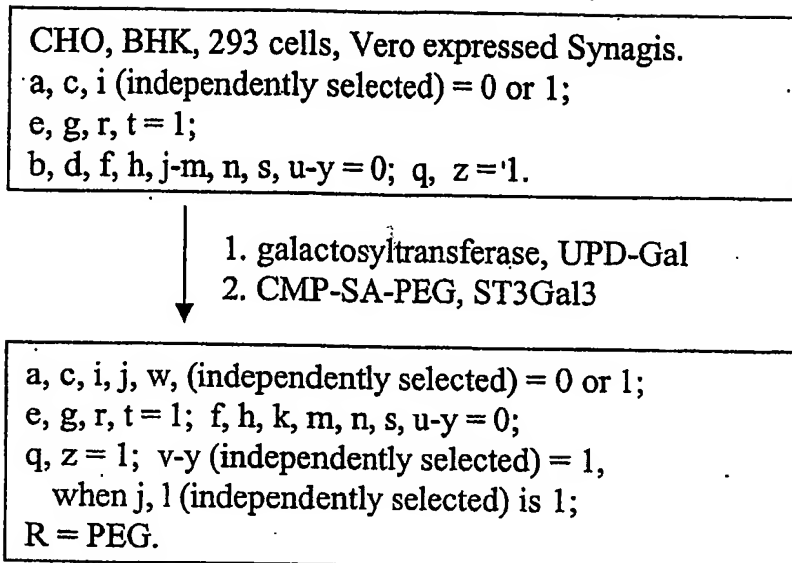 CHO, BHK, 293 cells, Vero expressed Synagis.
a, c, i (independently selected) = 0 or 1;
e, g, r, t = 1;
b, d, f, h, j-m, n, s, u-y = 0; q, z = 1.
1. galactosyltransferase, UPD-Gal
2. CMP-SA-PEG, ST3Gal3
a, c, i, j, w, (independently selected) = 0 or 1;
e, g, r, t = 1; f, h, k, m, n, s, u-y = 0;
q, z = 1; v-y (independently selected) = 1,
when j, l (independently selected) is 1;
R = PEG.